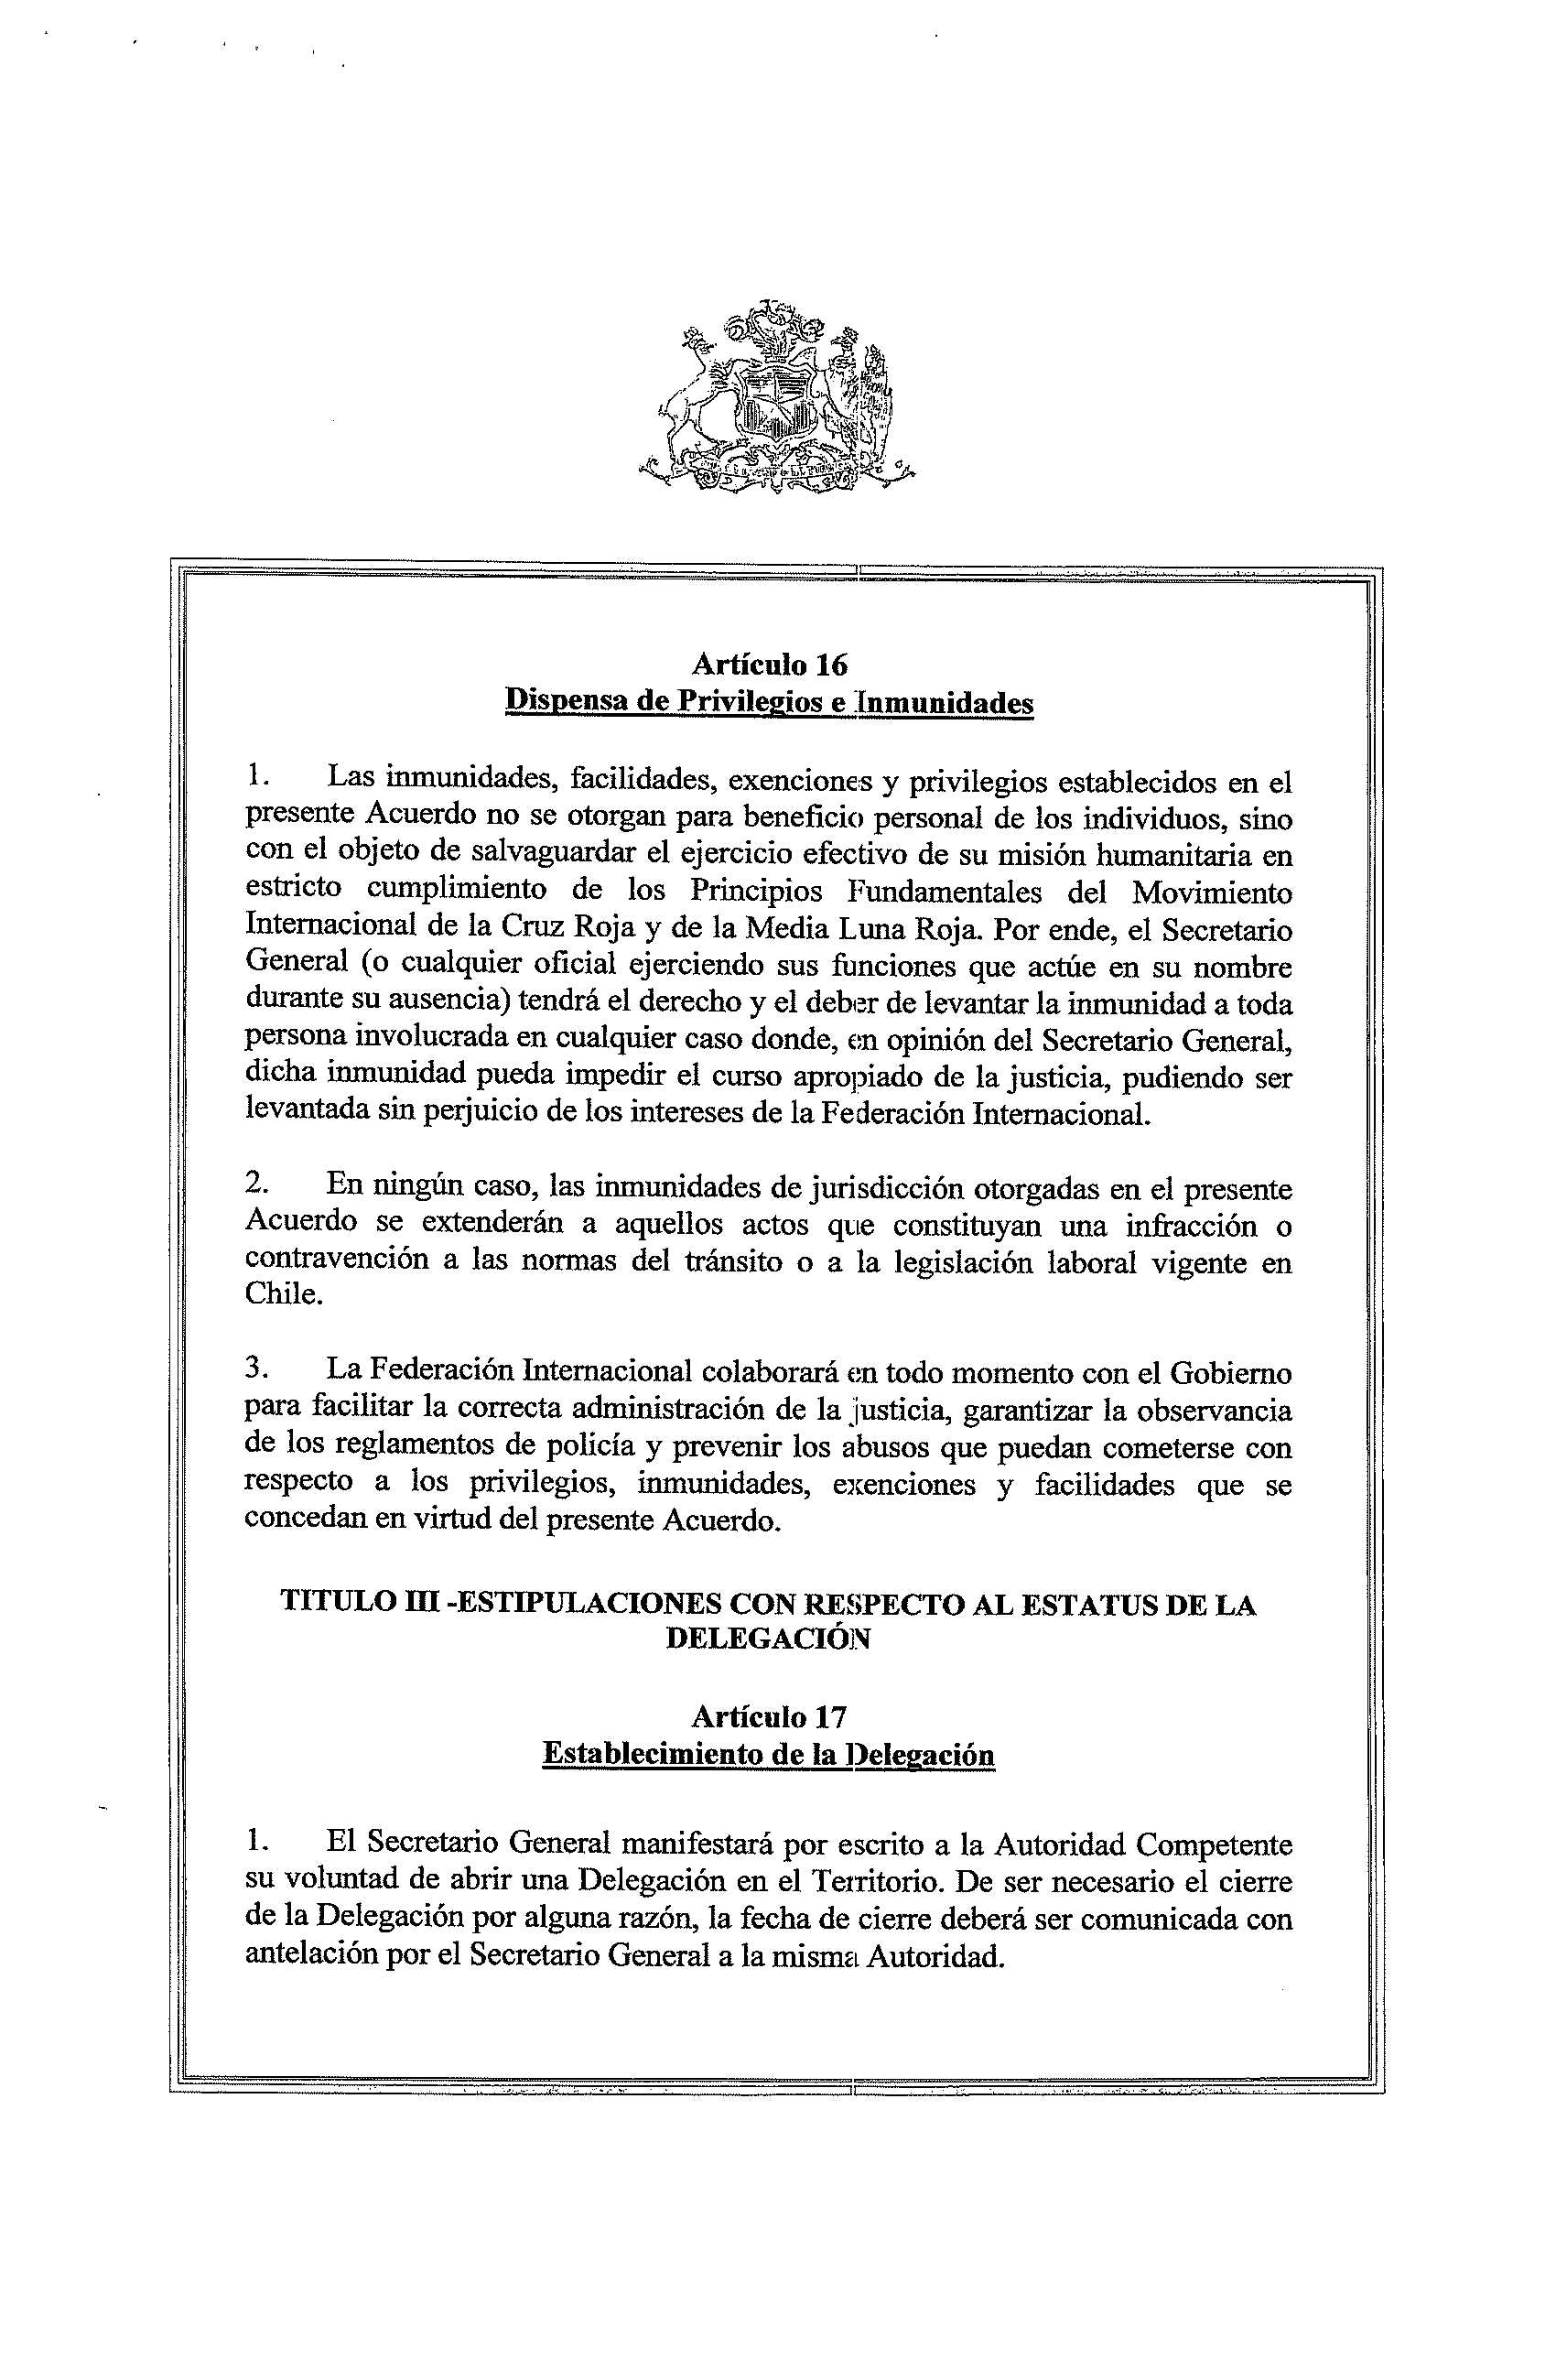 Artículo 16
Dispensa de Privilegios e Inmunidades
1. Las inmunidades, facilidades, exenciones y privilegios establecidos en el
presente Acuerdo no se otorgan para beneficio personal de los individuos, sino
con el objeto de salvaguardar el ejercicio efectivo de su misión humanitaria en
estricto cumplimiento de los Principios Fundamentales del Movimiento
Internacional de la Cruz Roja y de la Media Luna Roja. Por ende, el Secretario
General (o cualquier oficial ejerciendo sus funciones que actúe en su nombre
durante su ausencia) tendrá el derecho y el deber de levantar la inmunidad a toda
persona involucrada en cualquier caso donde, en opinión del Secretario General,
dicha inmunidad pueda impedir el curso apropiado de la justicia, pudiendo ser
levantada sin perjuicio de los intereses de la Federación Internacional.
2. En ningún caso, las inmunidades de jurisdicción otorgadas en el presente
Acuerdo se extenderán a aquellos actos que constituyan una infracción o
contravención a las normas del tránsito o a la legislación laboral vigente en
Chile.
3. La Federación Internacional colaborará en todo momento con el Gobierno
para facilitar la correcta administración de la justicia, garantizar la observancia
de los reglamentos de policía y prevenir los abusos que puedan cometerse con
respecto a los privilegios, inmunidades, exenciones y facilidades que se
concedan en virtud del presente Acuerdo.
TITULO III -ESTIPULACIONES CON RESPECTO AL ESTATUS DE LA
DELEGACIÓN
Artículo 17
Establecimiento de la Delegación
1. El Secretario General manifestará por escrito a la Autoridad Competente
su voluntad de abrir una Delegación en el Territorio. De ser necesario el cierre
de la Delegación por alguna razón, la fecha de cierre deberá ser comunicada con
antelación por el Secretario General a la misma Autoridad.